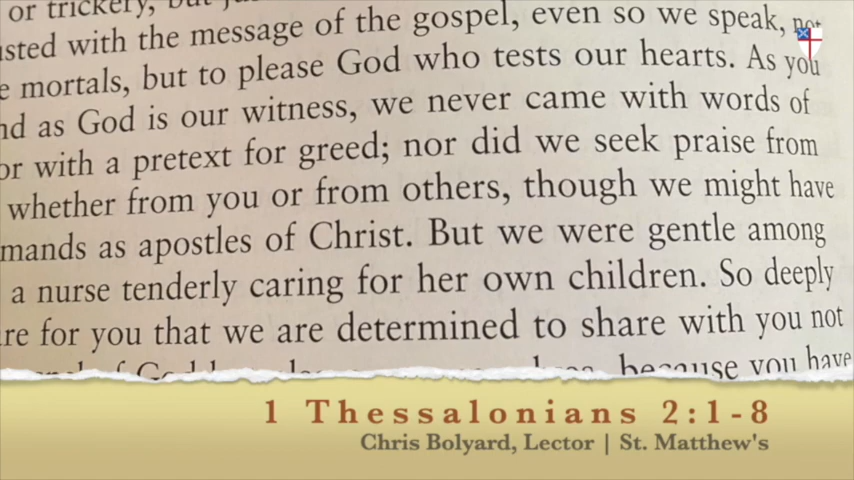 or trickery, but
with the message of the gospel, even so we speak, not
mortals, but to please God who tests our hearts. As you
as God is our witness, we never came with words of
or with a pretext for greed; nor did we seek praise from
whether from you or from others, though we might have
mands as apostles of Christ. But we were gentle among
a nurse tenderly caring for her own children. So deeply
re for you that we are determined to share with you not
of because you have
1 Thessalonians 2:1-8
Chris Bolyard, Lector | St. Matthew's